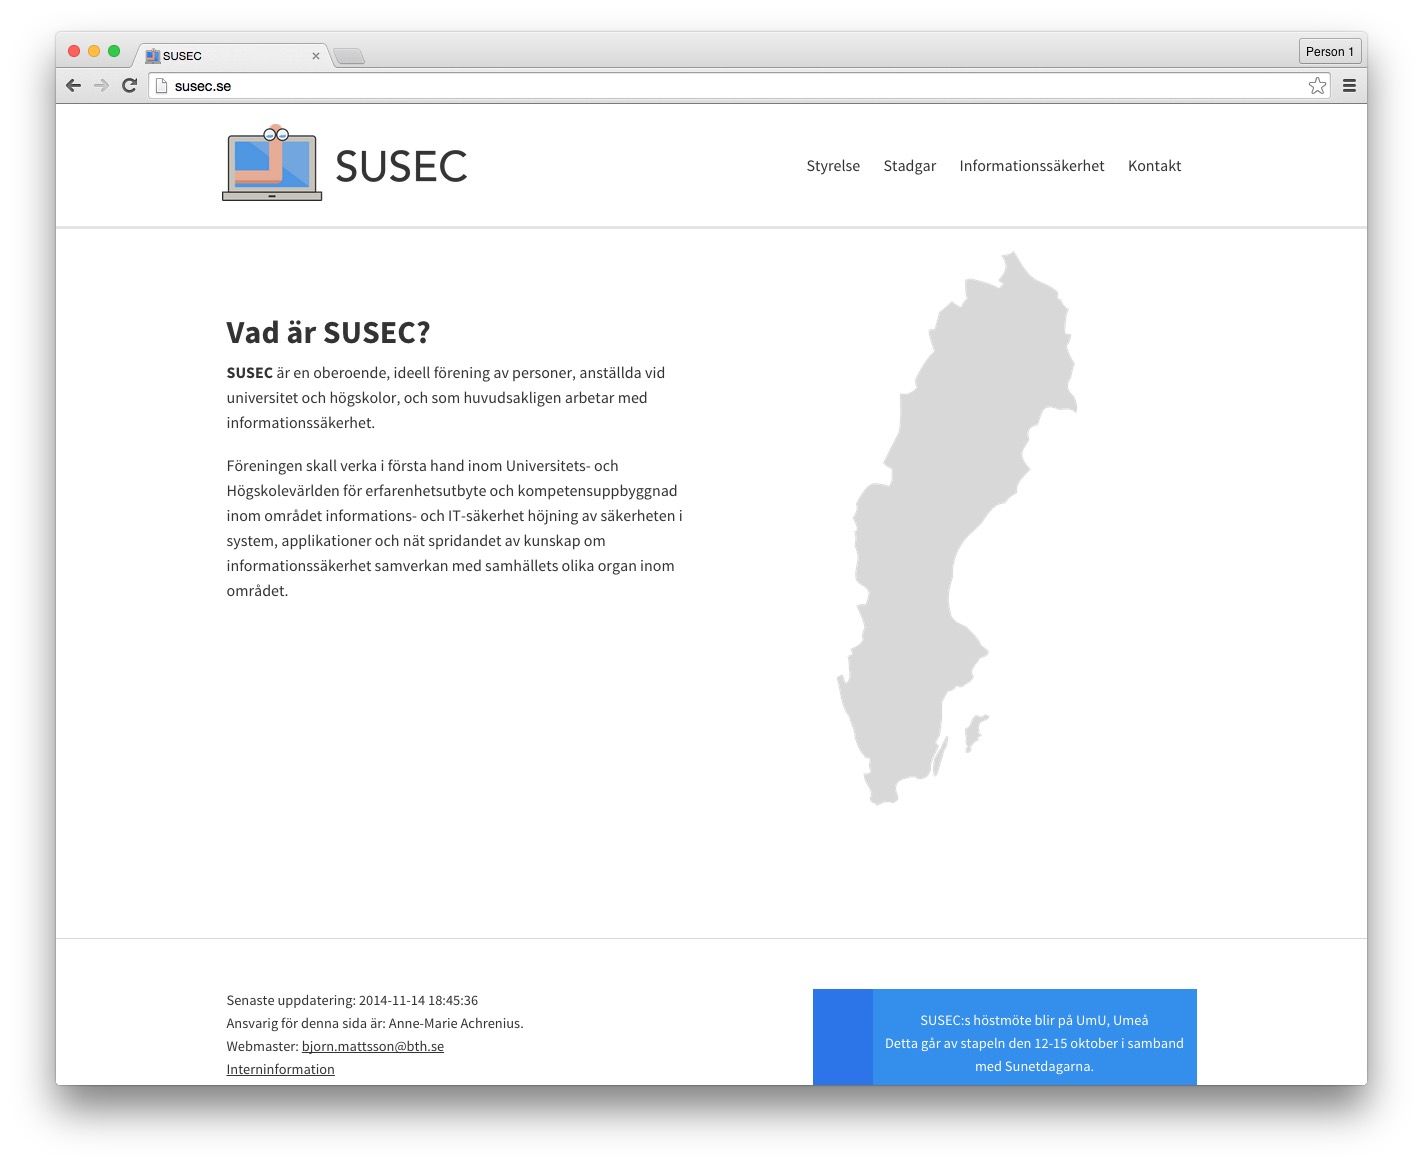 SUSEC
Person 1
susec.se
SUSEC
Styrelse Stadgar Informationssäkerhet Kontakt
Vad är SUSEC?
SUSEC är en oberoende, ideell förening av personer, anställda vid
universitet och högskolor, och som huvudsakligen arbetar med
informationssäkerhet.
Föreningen skall verka i första hand inom Universitets- och
Högskolevärlden för erfarenhetsutbyte och kompetensuppbyggnad
inom området informations- och IT-säkerhet höjning av säkerheten i
system, applikationer och nät spridandet av kunskap om
informationssäkerhet samverkan med samhällets olika organ inom
området.
Senaste uppdatering: 2014-11-14 18:45:36
Ansvarig för denna sida är: Anne-Marie Achrenius.
Webmaster: bjorn.mattsson@bth.se
Interninformation
SUSEC:s höstmöte blir på UmU, Umeå
Detta går av stapeln den 12-15 oktober i samband
med Sunetdagarna.